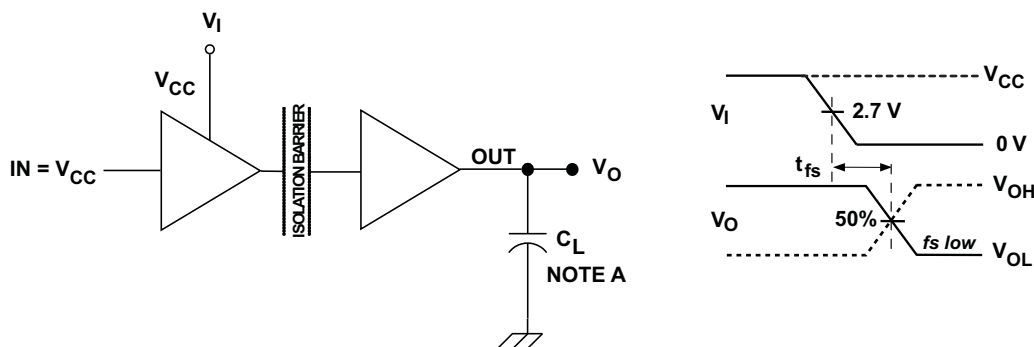 VI
VCC
IN = VCC
ISOLATION BARRIER
OUT
VO
CL
NOTE A
VI
VCC
2.7 V
0 V
tfs
VO
50%
fs low
VOH
VOL